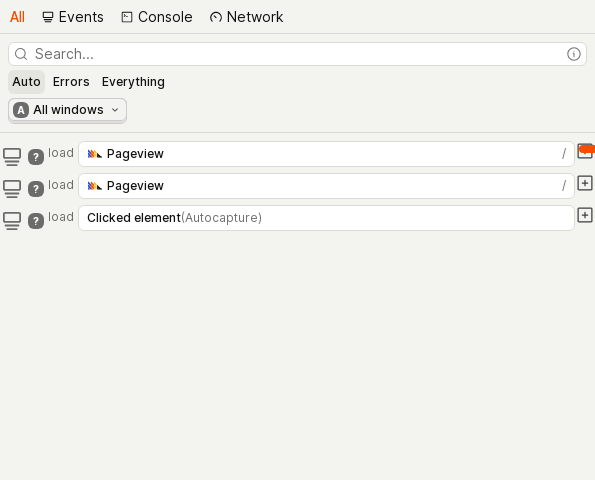 All Events Console Network
Search...
Auto Errors Everything
A All windows
? load Pageview /
? load Pageview /
? load Clicked element(Autocapture)